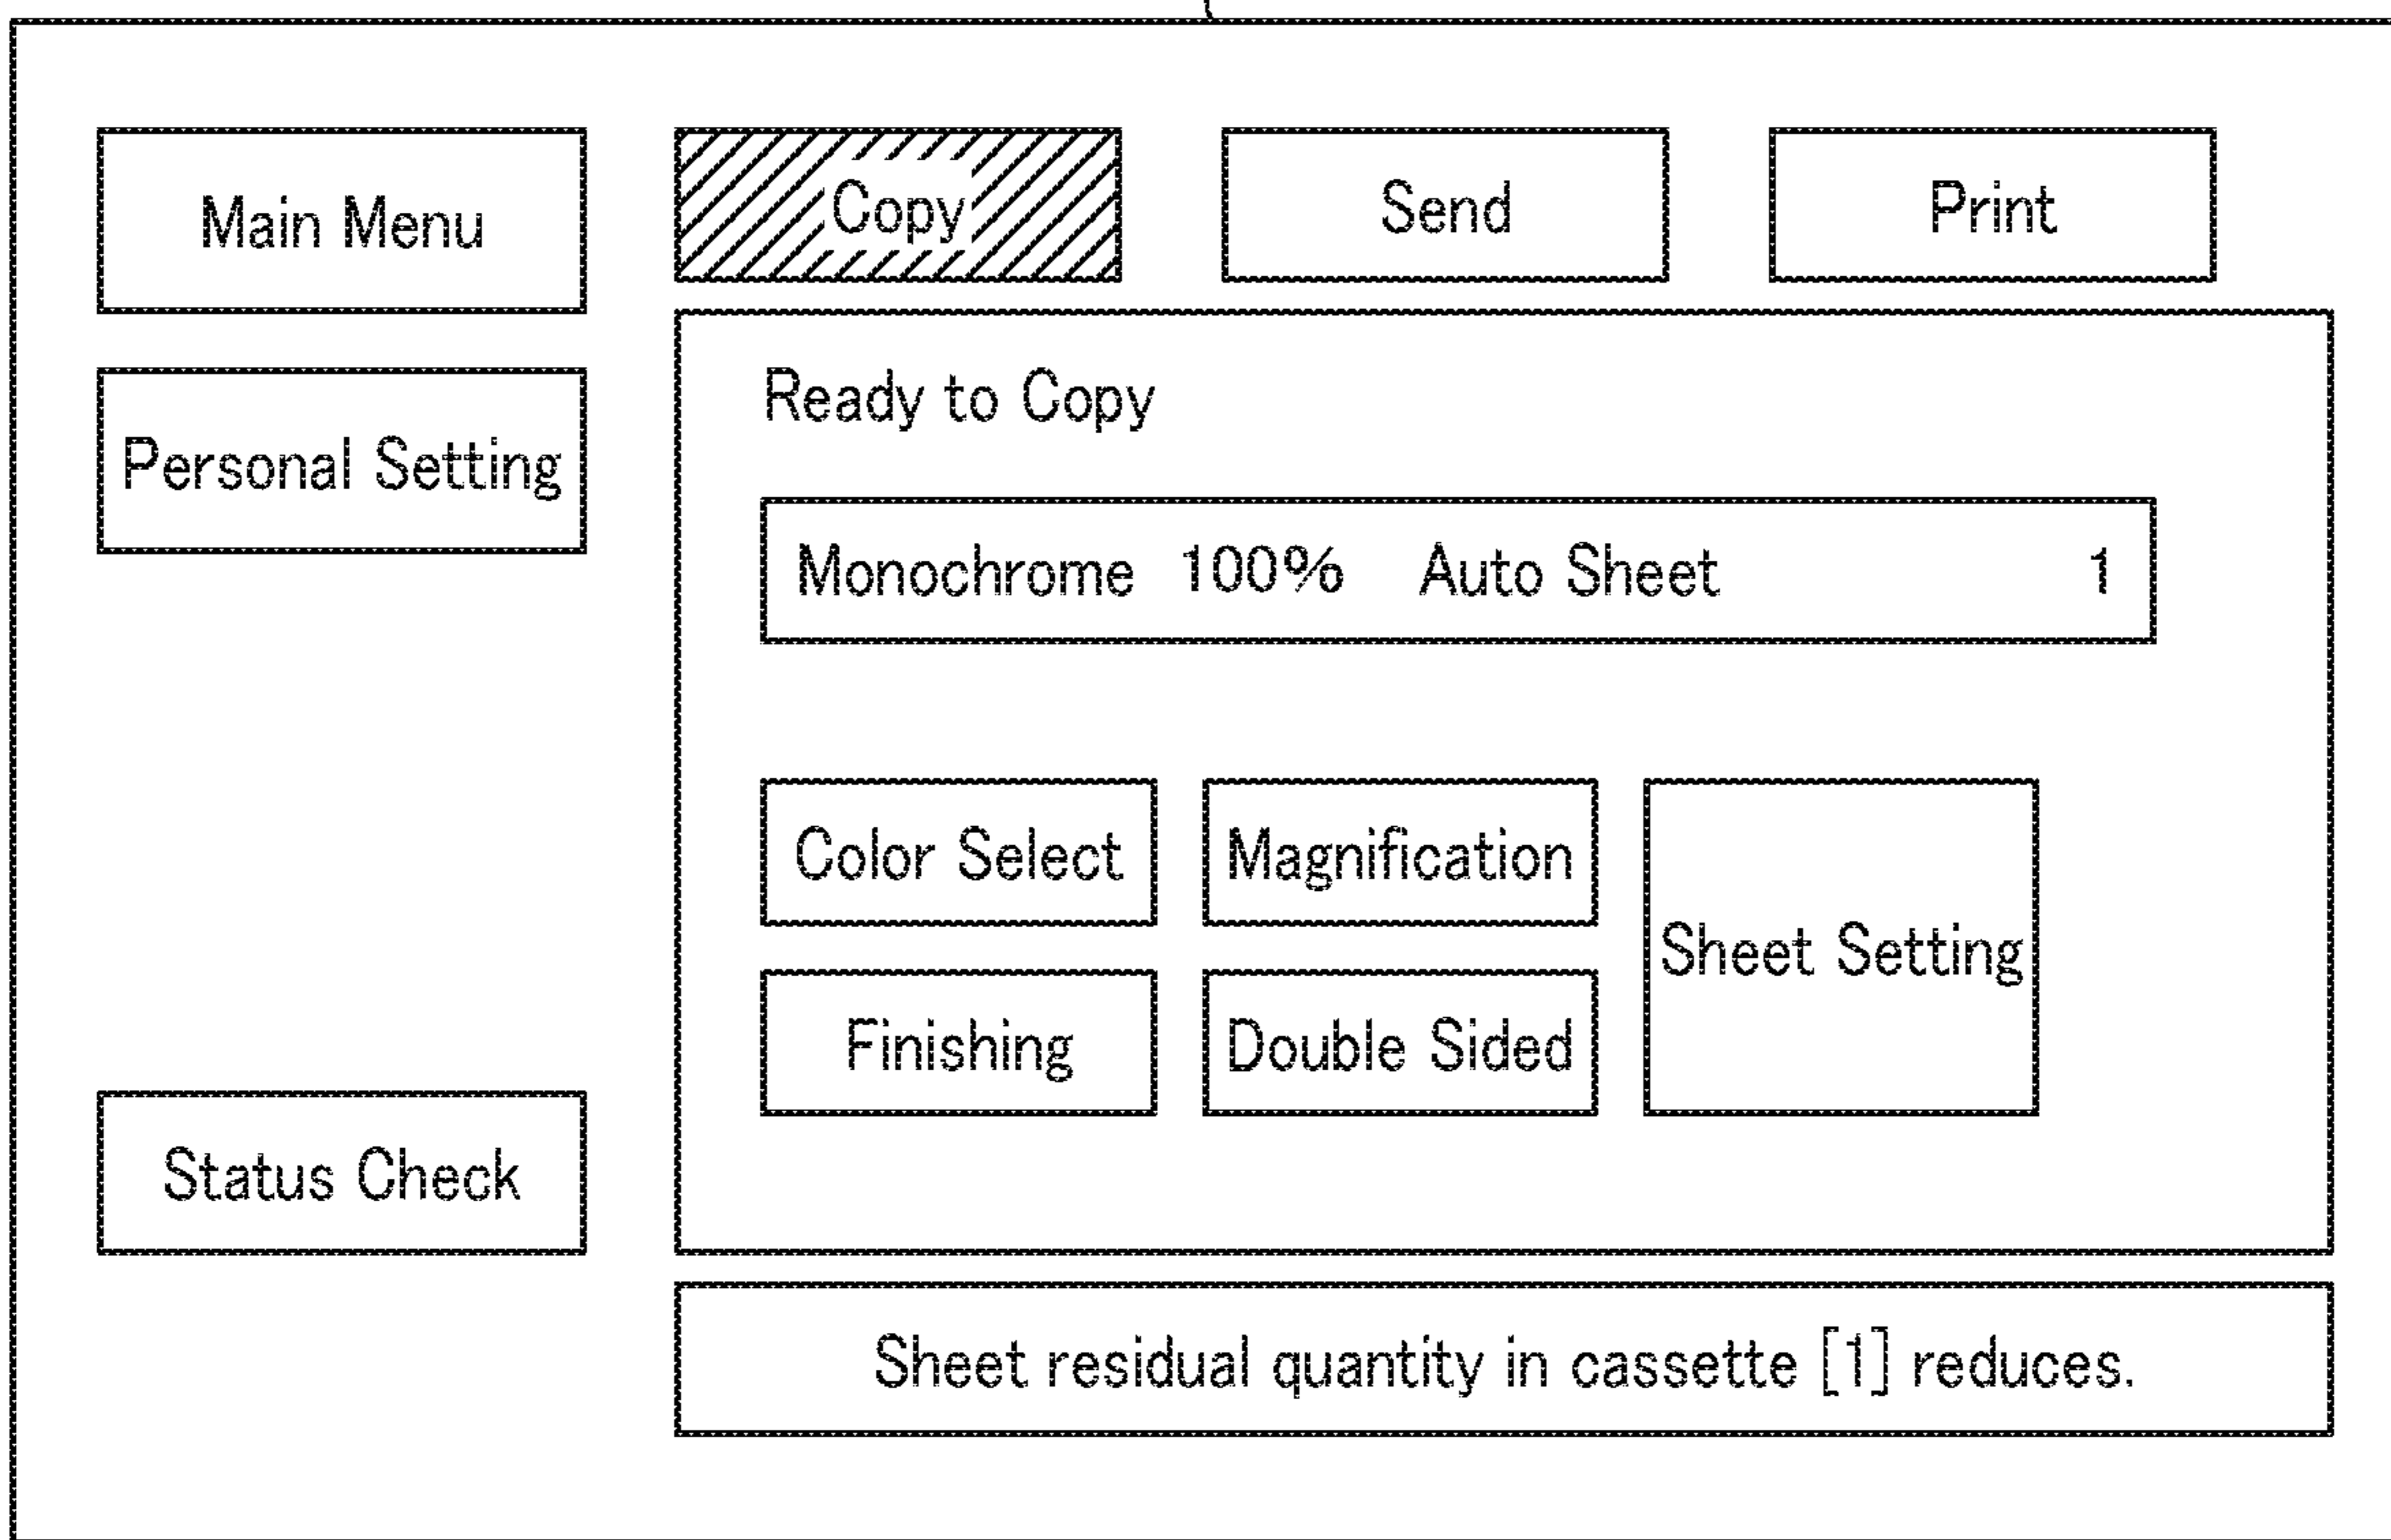 Main Menu
Copy
Send
Print
Personal Setting
Ready to Copy
Monochrome 100% Auto Sheet 1
Color Select
Magnification
Sheet Setting
Finishing
Double Sided
Status Check
Sheet residual quantity in cassette [1] reduces.